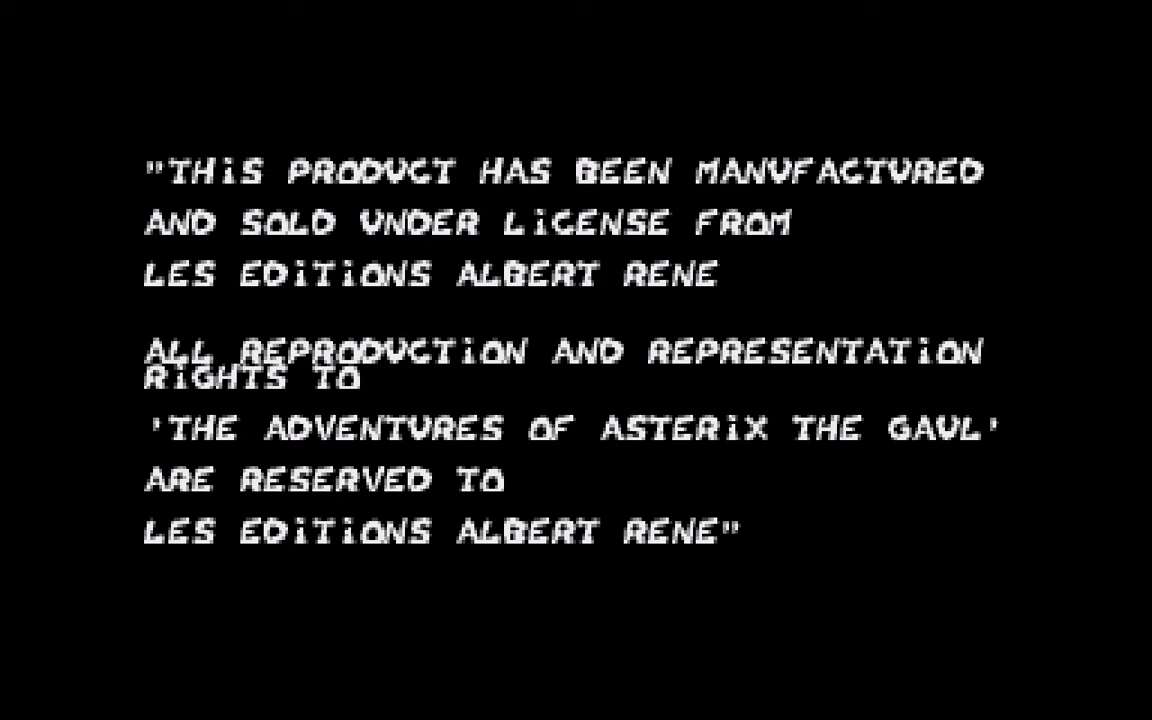 "THiS PRODUCT HAS BEEN MANUFACTURED
AND SOLD UNDER LiCENSE FROM
LES EDiTiONS ALBERT RENE
ALL REPRODUCTiON AND REPRESENTATiON
RiGHTS TO
'THE ADVENTURES OF ASTERiX THE GAUL'
ARE RESERVED TO
LES EDiTiONS ALBERT RENE"